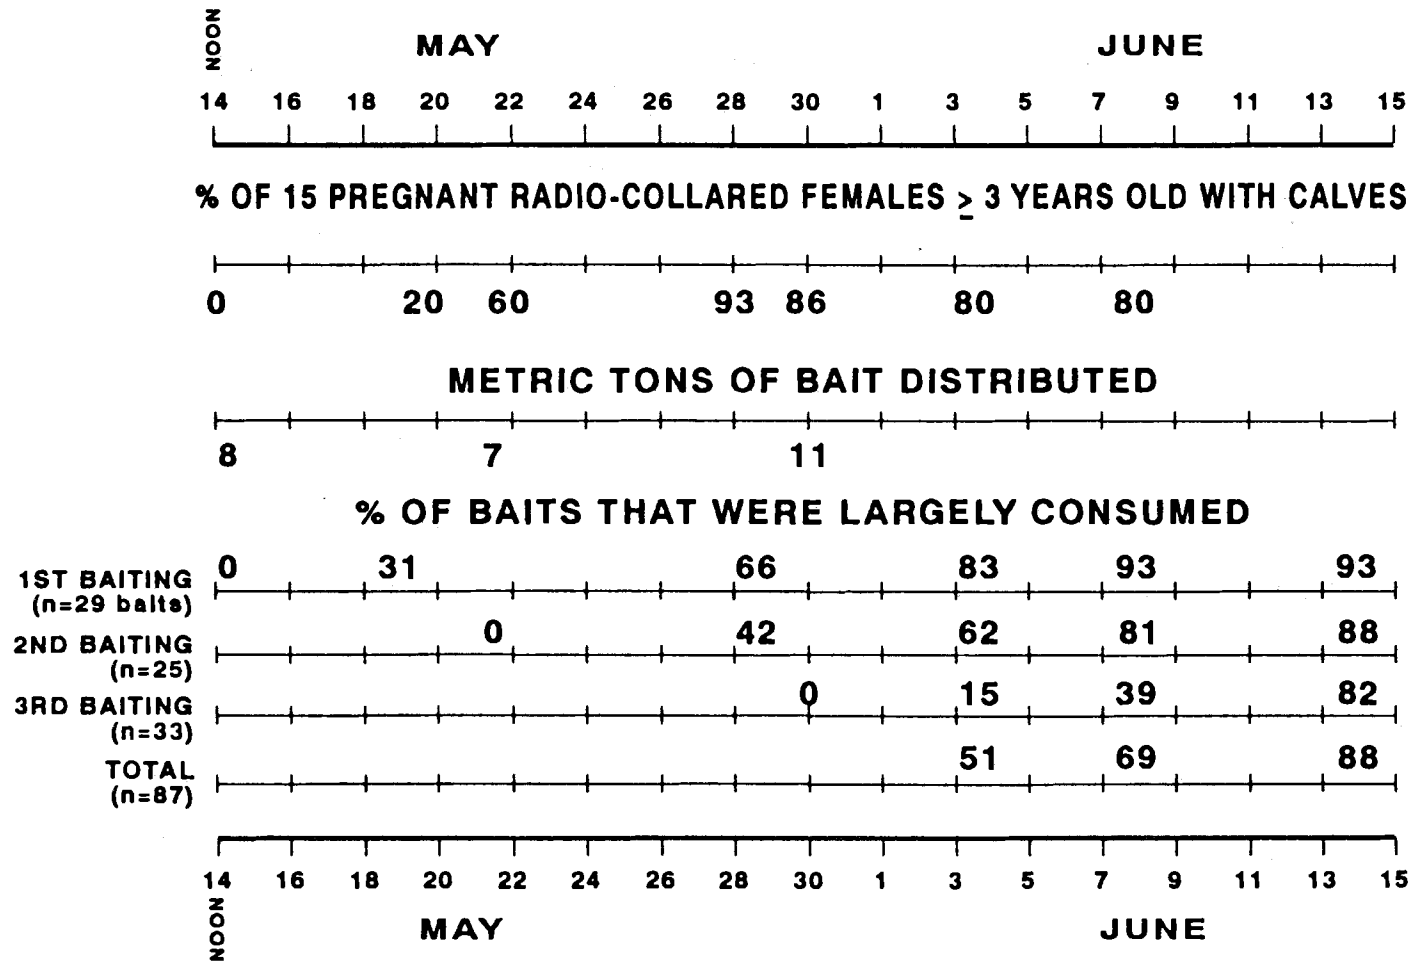 NOON
MAY JUNE
14 16 18 20 22 24 26 28 30 1 3 5 7 9 11 13 15
% OF 15 PREGNANT RADIO-COLLARED FEMALES ≥ 3 YEARS OLD WITH CALVES
0 20 60 93 86 80 80
METRIC TONS OF BAIT DISTRIBUTED
8 7 11
% OF BAITS THAT WERE LARGELY CONSUMED
0 31 66 83 93 93
1ST BAITING
(n=29 baits)
0 42 62 81 88
2ND BAITING
(n=25)
0 15 39 82
3RD BAITING
(n=33)
51 69 88
TOTAL
(n=87)
14 16 18 20 22 24 26 28 30 1 3 5 7 9 11 13 15
NOON
MAY JUNE